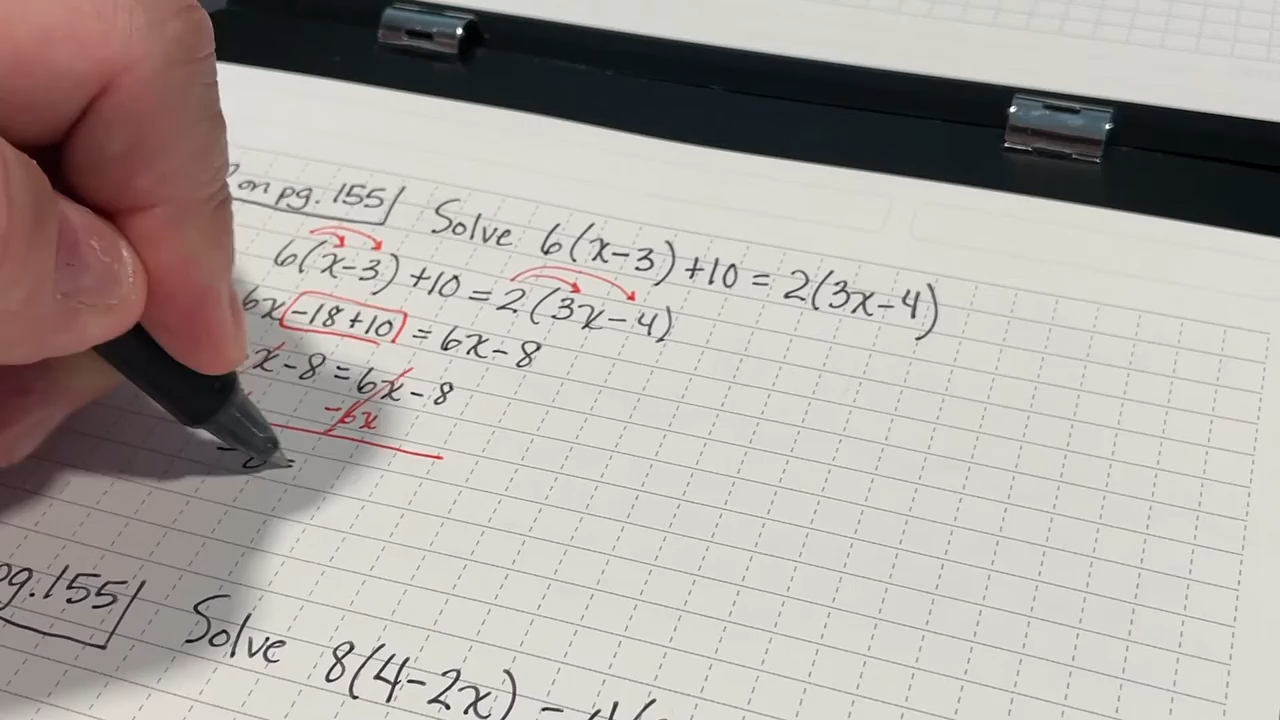 on pg. 155 Solve 6(x-3)+10 = 2(3x-4)
6(x-3)+10 = 2(3x-4)
6x -18+10 = 6x-8
x-8 = 6x-8
-6x
pg. 155 Solve 8(4-2x) =